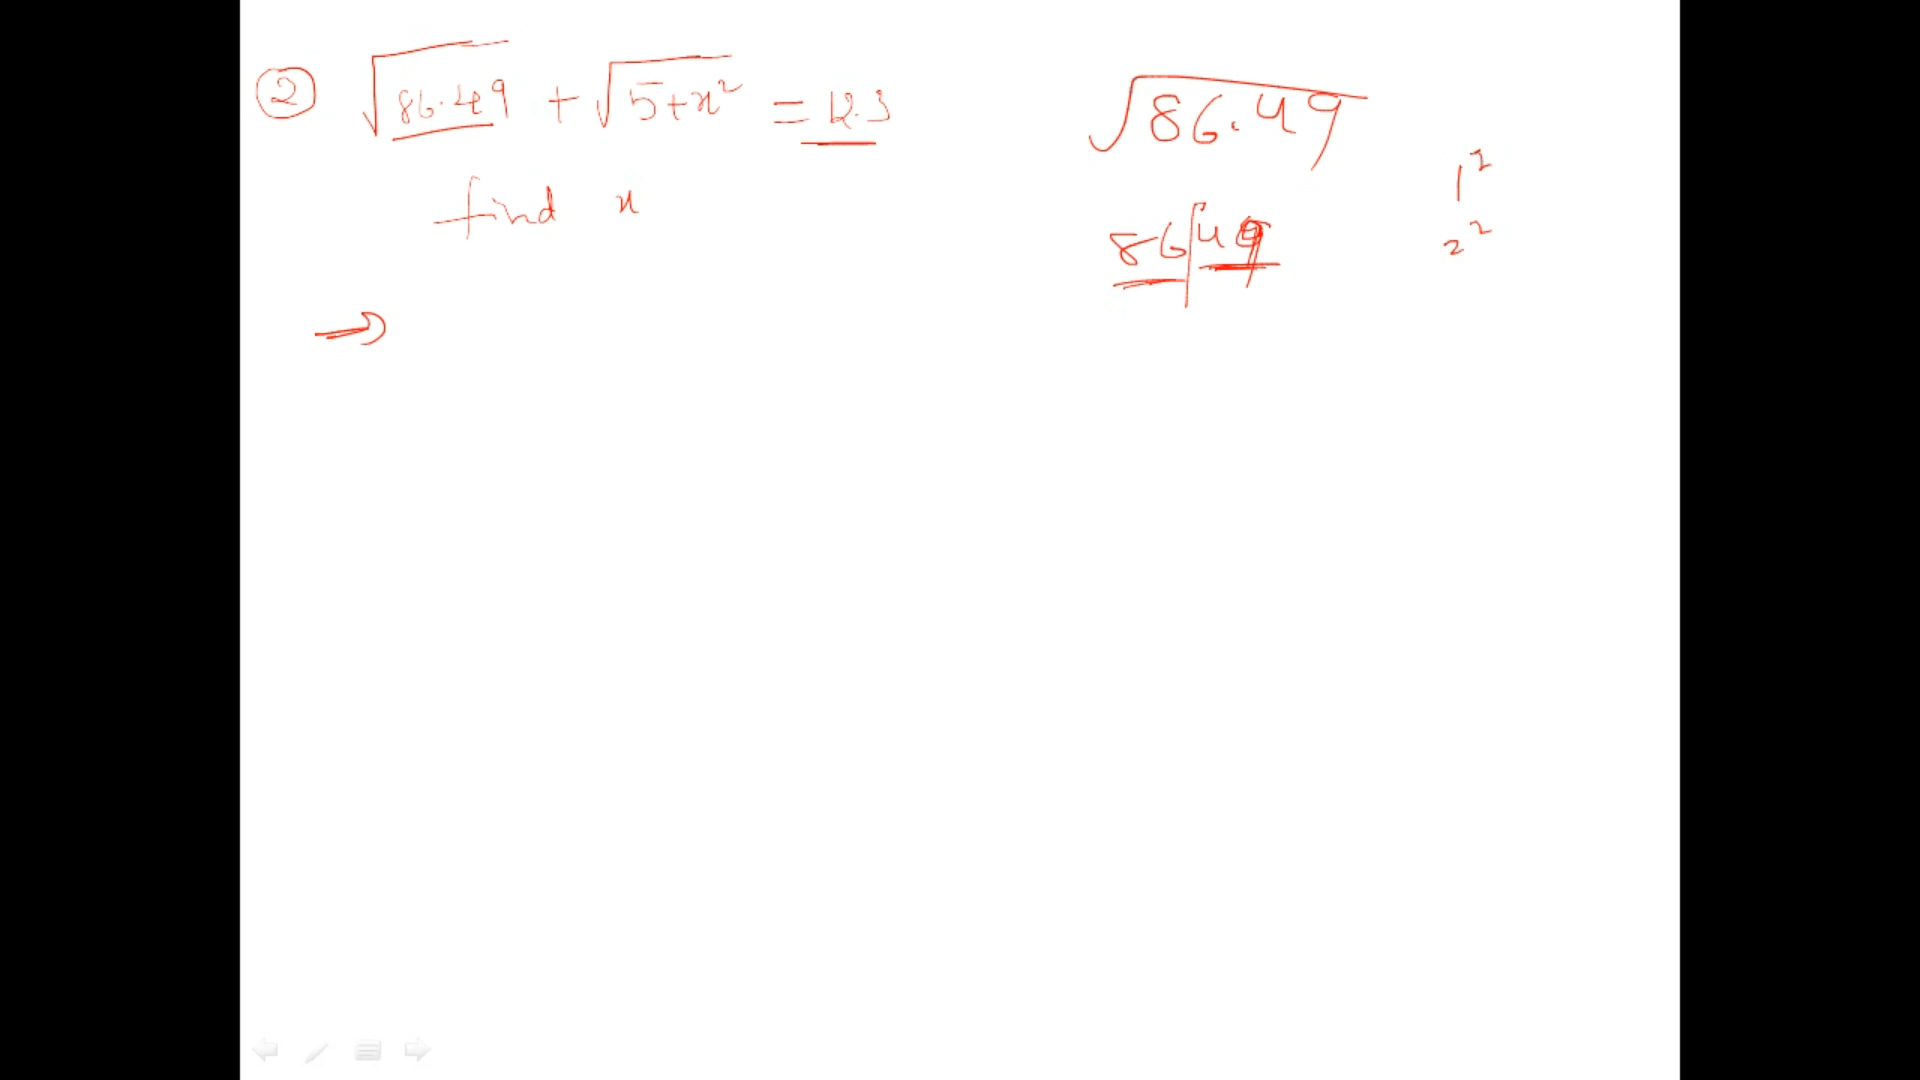 ② √86.49 + √5+x² = 12.3
find x
⇒
√86.49
86|49
1²
2²